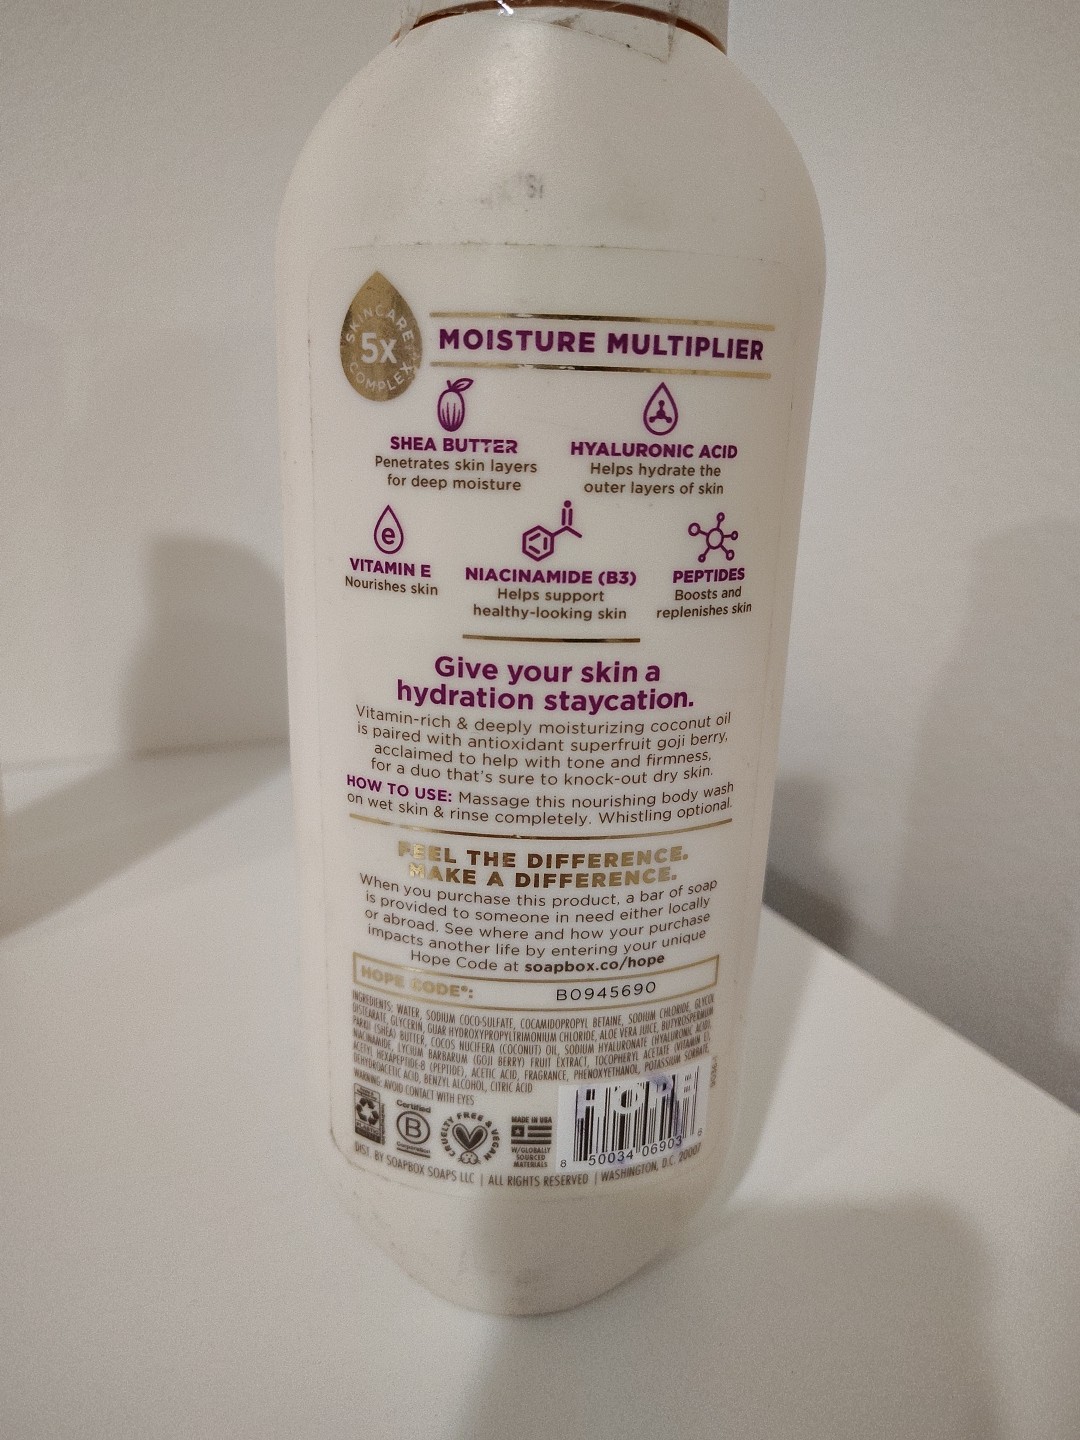 SKINCARE
5X
COMPLEX
MOISTURE MULTIPLIER
SHEA BUTTER
Penetrates skin layers
for deep moisture
HYALURONIC ACID
Helps hydrate the
outer layers of skin
e
VITAMIN E
Nourishes skin
NIACINAMIDE (B3)
Helps support
healthy-looking skin
PEPTIDES
Boosts and
replenishes skin
Give your skin a
hydration staycation.
Vitamin-rich & deeply moisturizing coconut oil
is paired with antioxidant superfruit goji berry,
acclaimed to help with tone and firmness,
for a duo that's sure to knock-out dry skin.
HOW TO USE: Massage this nourishing body wash
on wet skin & rinse completely. Whistling optional.
FEEL THE DIFFERENCE.
MAKE A DIFFERENCE.
When you purchase this product, a bar of soap
is provided to someone in need either locally
or abroad. See where and how your purchase
impacts another life by entering your unique
Hope Code at soapbox.co/hope
HOPE CODE®: B0945690
INGREDIENTS: WATER, SODIUM COCO-SULFATE, COCAMIDOPROPYL BETAINE, SODIUM CHLORIDE, GLYCOL
DISTEARATE, GLYCERIN, GUAR HYDROXYPROPYLTRIMONIUM CHLORIDE, ALOE VERA JUICE, BUTYROSPERMUM
PARKII (SHEA) BUTTER, COCOS NUCIFERA (COCONUT) OIL, SODIUM HYALURONATE (HYALURONIC ACID),
NIACINAMIDE, LYCIUM BARBARUM (GOJI BERRY) FRUIT EXTRACT, TOCOPHERYL ACETATE (VITAMIN E),
ACETYL HEXAPEPTIDE-8 (PEPTIDE), ACETIC ACID, FRAGRANCE, PHENOXYETHANOL, POTASSIUM SORBATE,
DEHYDROACETIC ACID, BENZYL ALCOHOL, CITRIC ACID
WARNING: AVOID CONTACT WITH EYES
Certified
B
Corporation
CRUELTY FREE & VEGAN
MADE IN USA
W/GLOBALLY
SOURCED
MATERIALS
8 50034 06903 6
DIST. BY SOAPBOX SOAPS LLC | ALL RIGHTS RESERVED | WASHINGTON, D.C. 20007